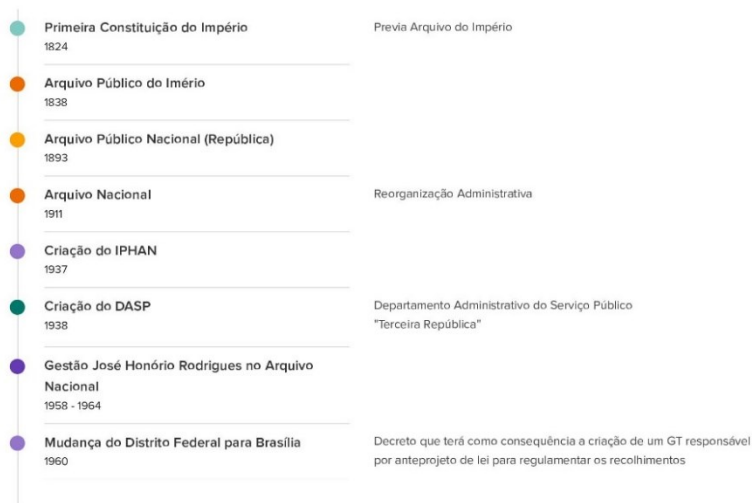 Primeira Constituição do Império
Previa Arquivo do Império
1824
Arquivo Público do Imério
1838
Arquivo Público Nacional (República)
1893
Arquivo Nacional
Reorganização Administrativa
1911
Criação do IPHAN
1937
Criação do DASP
Departamento Administrativo do Serviço Público
1938
"Terceira República"
Gestão José Honório Rodrigues no Arquivo
Nacional
1958 - 1964
Mudança do Distrito Federal para Brasília
Decreto que terá como consequência a criação de um GT responsável
1960
por anteprojeto de lei para regulamentar os recolhimentos